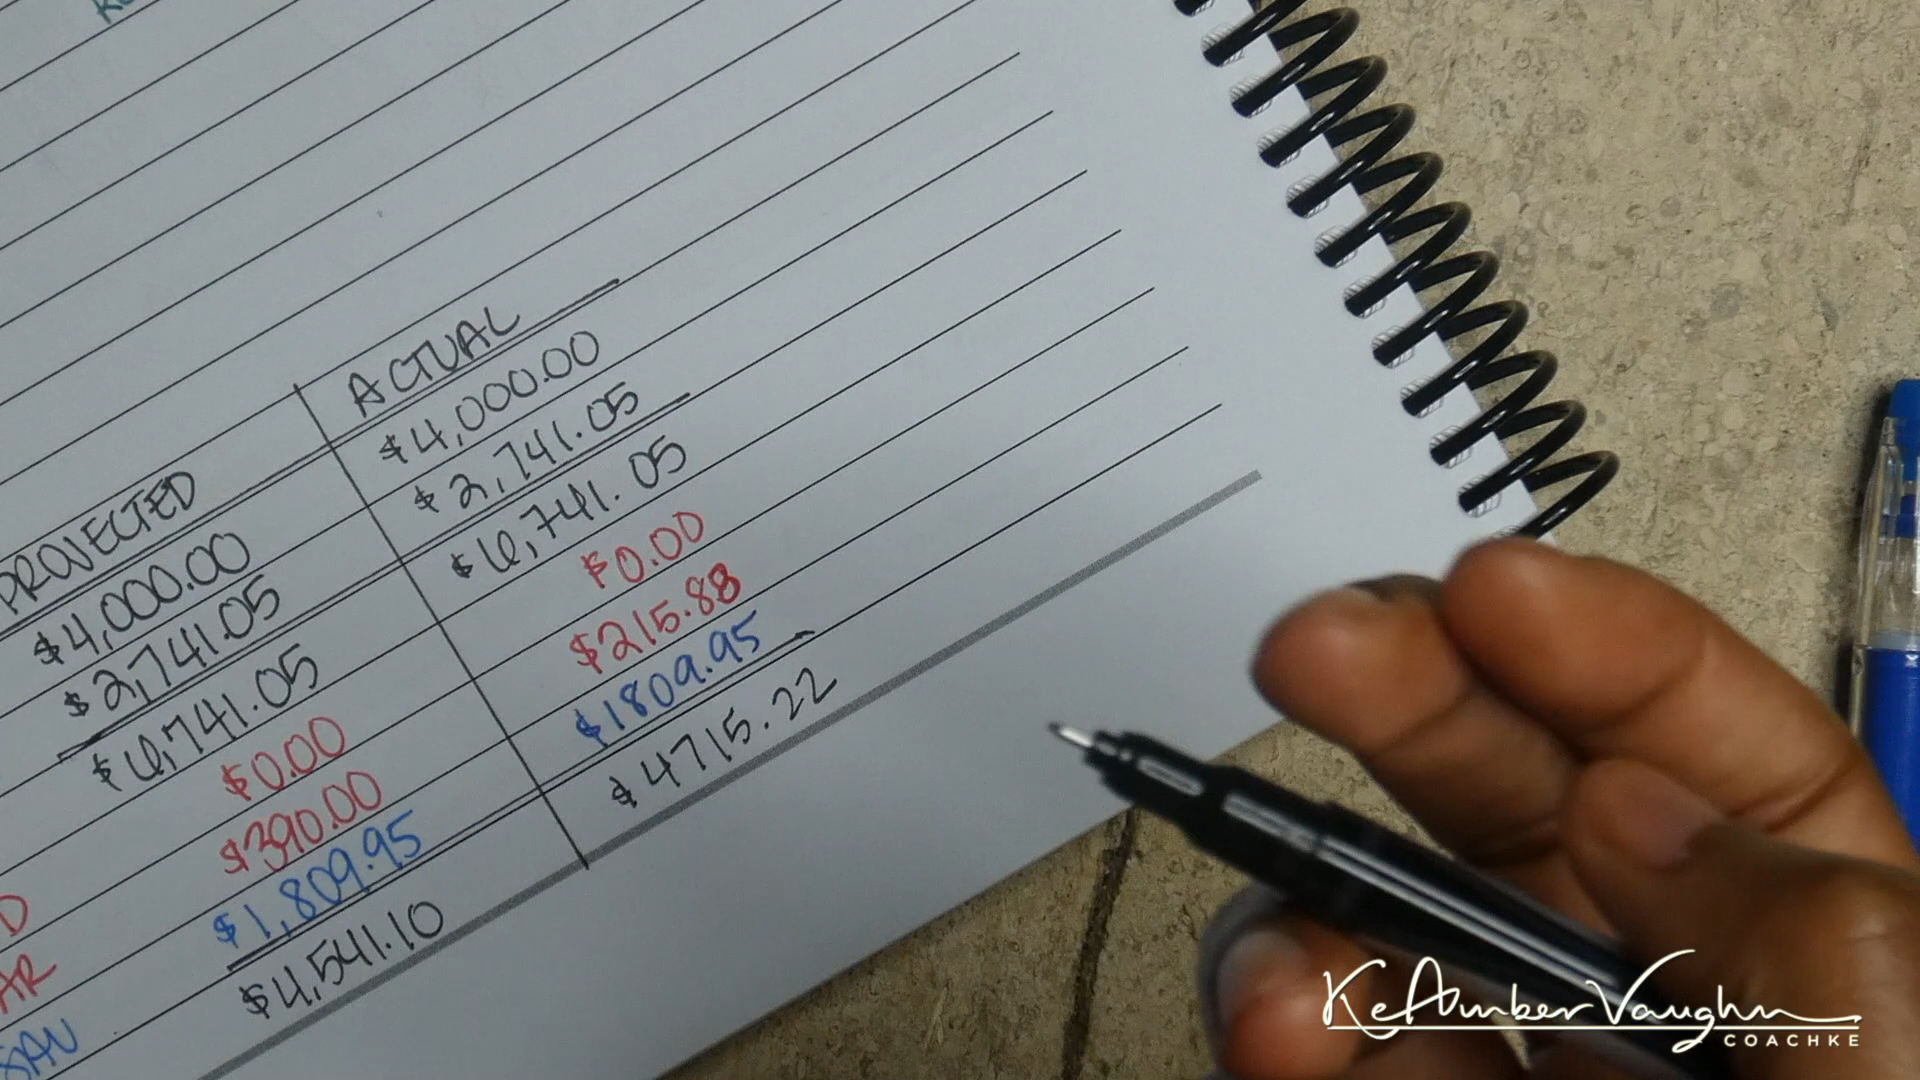 PROJECTED ACTUAL
$4,000.00 $4,000.00
$2,741.05 $2,741.05
$6,741.05 $6,741.05
$0.00 $0.00
D $390.00 $215.88
AR $1,809.95 $1809.95
SAV $4,541.10 $4715.22
KeAmber Vaughn
COACHKE